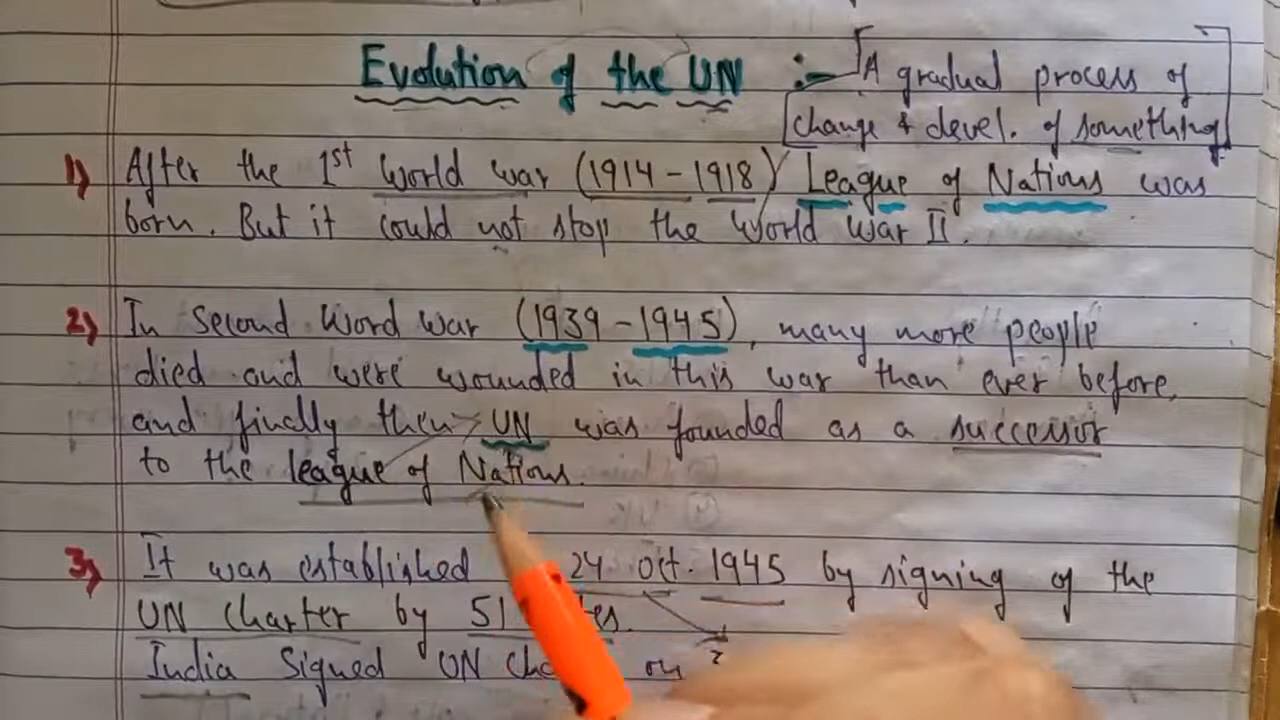 Evolution of the UN :- [A gradual process of
change & devel. of something]
1) After the 1st World war (1914 - 1918) League of Nations was
born. But it could not stop the World War II.
2) In Second Word war (1939 - 1945), many more people
died and were wounded in this war than ever before,
and finally then UN was founded as a successor
to the league of Nations.
3) It was established 24 Oct. 1945 by signing of the
UN Charter by 51
India Signed UN on